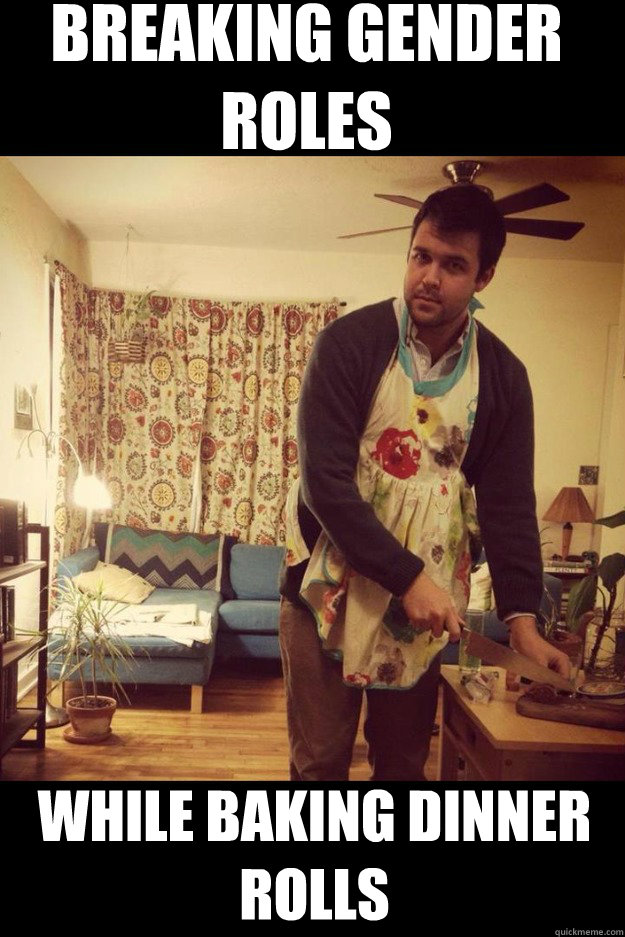 BREAKING GENDER
ROLES
WHILE BAKING DINNER
ROLLS
quickmeme.com